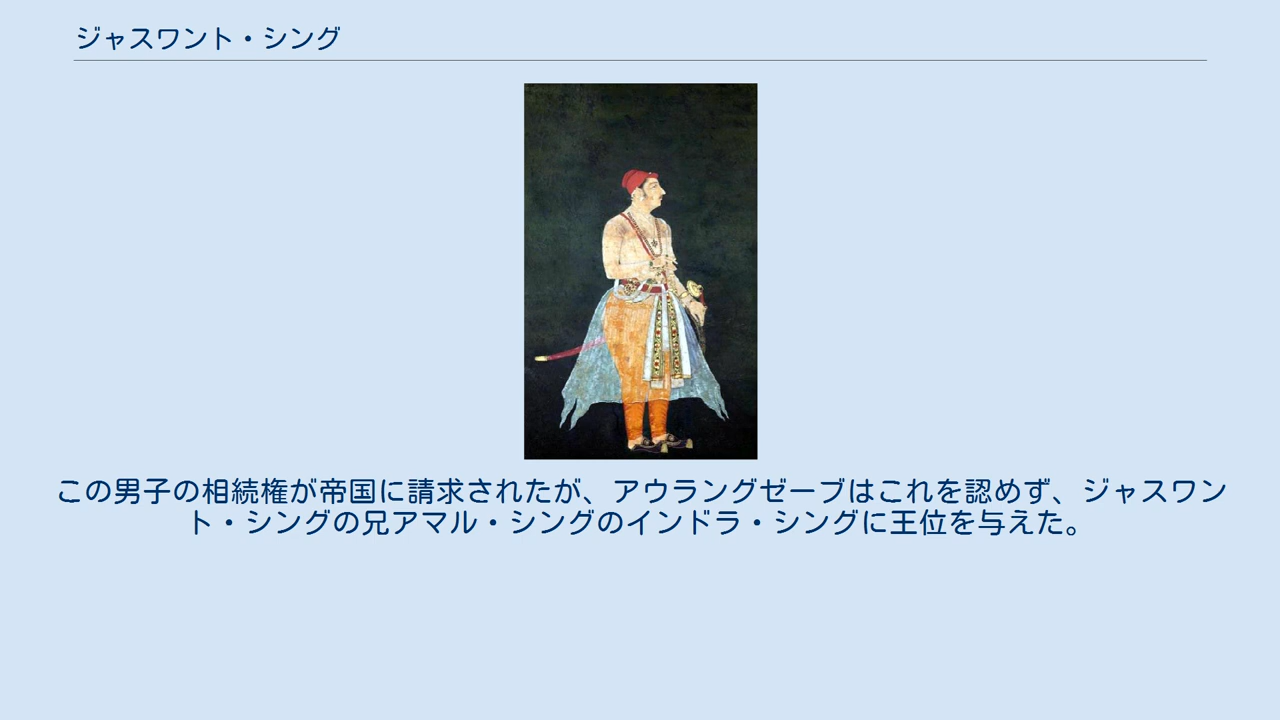 ジャスワント・シング
この男子の相続権が帝国に請求されたが、アウラングゼーブはこれを認めず、ジャスワン
ト・シングの兄アマル・シングのインドラ・シングに王位を与えた。